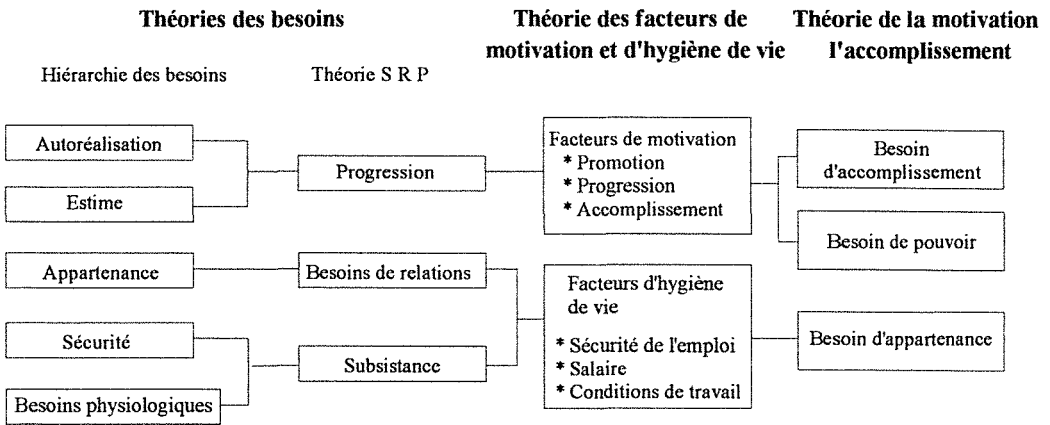 Théories des besoins
Théorie des facteurs de
motivation et d'hygiène de vie
Théorie de la motivation
l'accomplissement
Hiérarchie des besoins
Théorie S R P
Autoréalisation
Estime
Appartenance
Sécurité
Besoins physiologiques
Progression
Besoins de relations
Subsistance
Facteurs de motivation
* Promotion
* Progression
* Accomplissement
Facteurs d'hygiène
de vie
* Sécurité de l'emploi
* Salaire
* Conditions de travail
Besoin
d'accomplissement
Besoin de pouvoir
Besoin d'appartenance